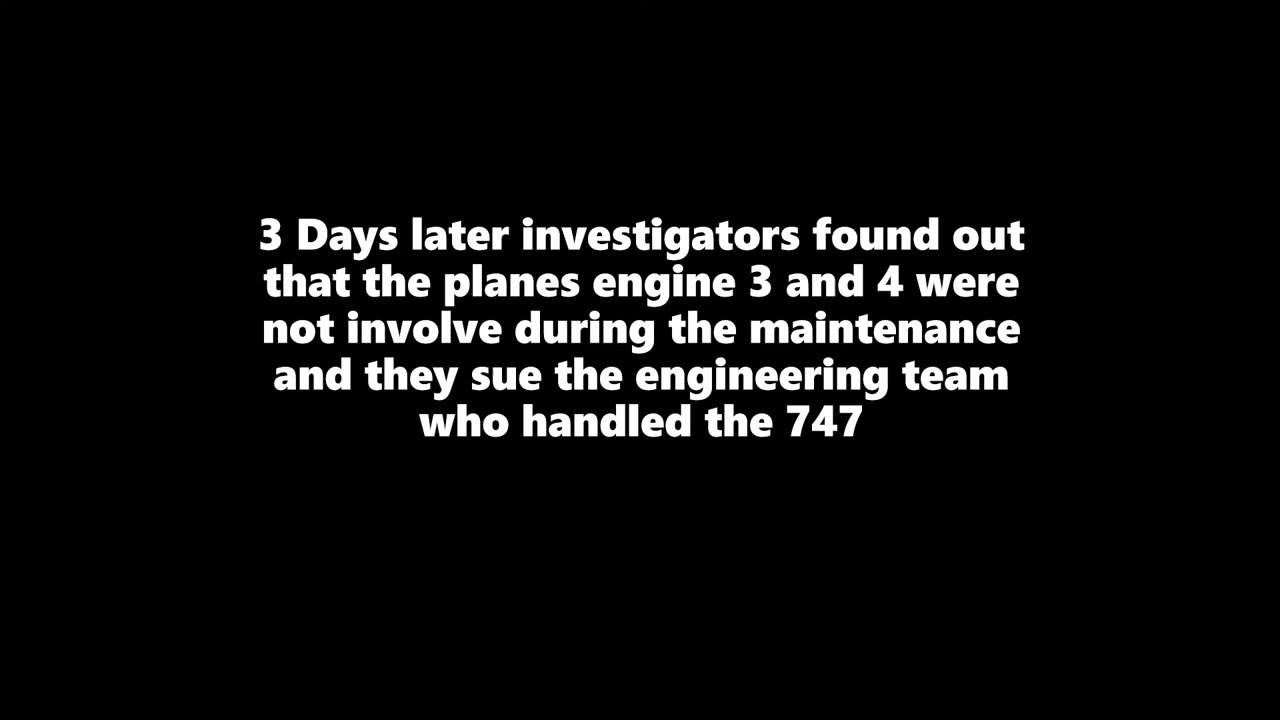 3 Days later investigators found out
that the planes engine 3 and 4 were
not involve during the maintenance
and they sue the engineering team
who handled the 747